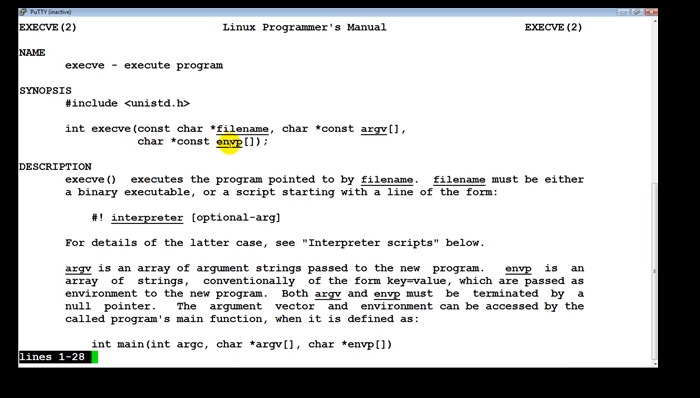 PuTTY (inactive)
EXECVE(2) Linux Programmer's Manual EXECVE(2)
NAME
execve - execute program
SYNOPSIS
#include <unistd.h>
int execve(const char *filename, char *const argv[],
char *const envp[]);
DESCRIPTION
execve() executes the program pointed to by filename. filename must be either
a binary executable, or a script starting with a line of the form:
#! interpreter [optional-arg]
For details of the latter case, see "Interpreter scripts" below.
argv is an array of argument strings passed to the new program. envp is an
array of strings, conventionally of the form key=value, which are passed as
environment to the new program. Both argv and envp must be terminated by a
null pointer. The argument vector and environment can be accessed by the
called program's main function, when it is defined as:
int main(int argc, char *argv[], char *envp[])
lines 1-28